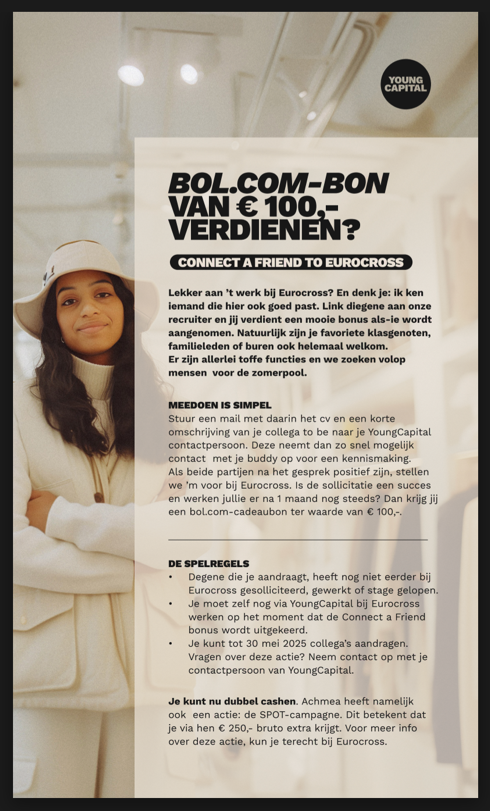 YOUNG
CAPITAL
BOL.COM-BON
VAN € 100,-
VERDIENEN?
CONNECT A FRIEND TO EUROCROSS
Lekker aan 't werk bij Eurocross? En denk je: ik ken
iemand die hier ook goed past. Link diegene aan onze
recruiter en jij verdient een mooie bonus als-ie wordt
aangenomen. Natuurlijk zijn je favoriete klasgenoten,
familieleden of buren ook helemaal welkom.
Er zijn allerlei toffe functies en we zoeken volop
mensen  voor de zomerpool.
MEEDOEN IS SIMPEL
Stuur een mail met daarin het cv en een korte
omschrijving van je collega to be naar je YoungCapital
contactpersoon. Deze neemt dan zo snel mogelijk
contact  met je buddy op voor een kennismaking.
Als beide partijen na het gesprek positief zijn, stellen
we 'm voor bij Eurocross. Is de sollicitatie een succes
en werken jullie er na 1 maand nog steeds? Dan krijg jij
een bol.com-cadeaubon ter waarde van € 100,-.
DE SPELREGELS
• Degene die je aandraagt, heeft nog niet eerder bij
Eurocross gesolliciteerd, gewerkt of stage gelopen.
• Je moet zelf nog via YoungCapital bij Eurocross
werken op het moment dat de Connect a Friend
bonus wordt uitgekeerd.
• Je kunt tot 30 mei 2025 collega's aandragen.
Vragen over deze actie? Neem contact op met je
contactpersoon van YoungCapital.
Je kunt nu dubbel cashen. Achmea heeft namelijk
ook  een actie: de SPOT-campagne. Dit betekent dat
je via hen € 250,- bruto extra krijgt. Voor meer info
over deze actie, kun je terecht bij Eurocross.